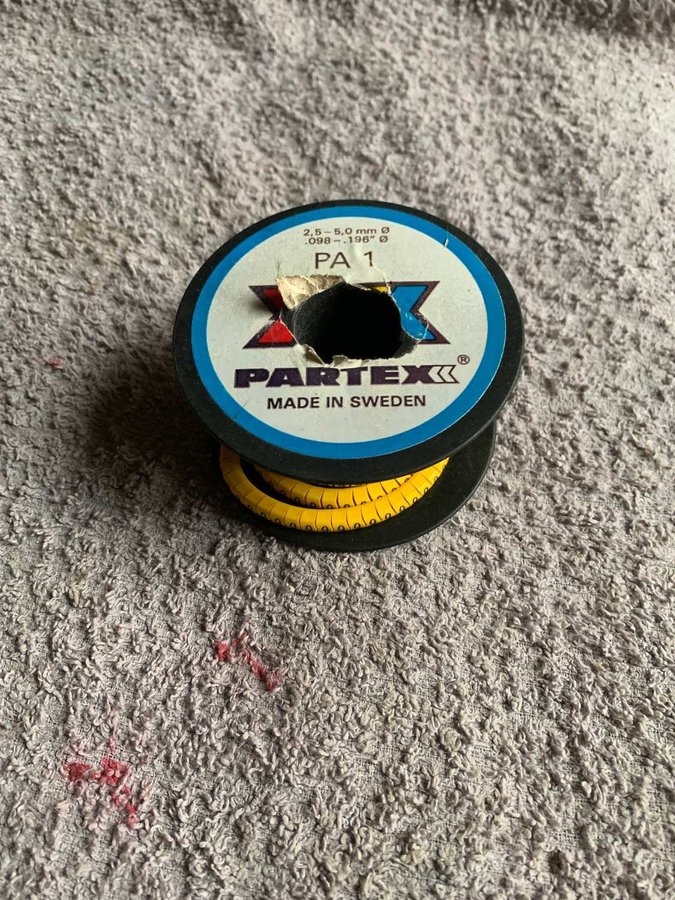 2,5–5,0 mm Ø
.098–.196" Ø
PA 1
PARTEX®
MADE IN SWEDEN